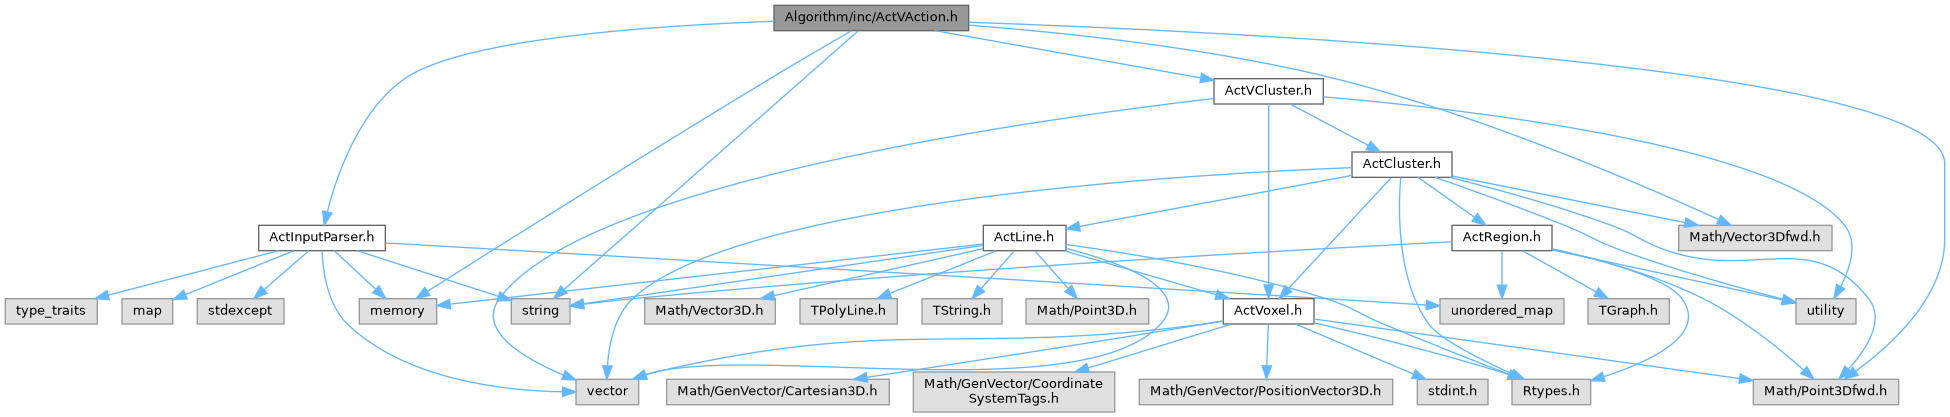 Algorithm/inc/ActVAction.h
ActVCluster.h
ActCluster.h
ActInputParser.h
ActLine.h
ActRegion.h
Math/Vector3Dfwd.h
type_traits
map
stdexcept
memory
string
Math/Vector3D.h
TPolyLine.h
TString.h
Math/Point3D.h
ActVoxel.h
unordered_map
TGraph.h
utility
vector
Math/GenVector/Cartesian3D.h
Math/GenVector/Coordinate
SystemTags.h
Math/GenVector/PositionVector3D.h
stdint.h
Rtypes.h
Math/Point3Dfwd.h